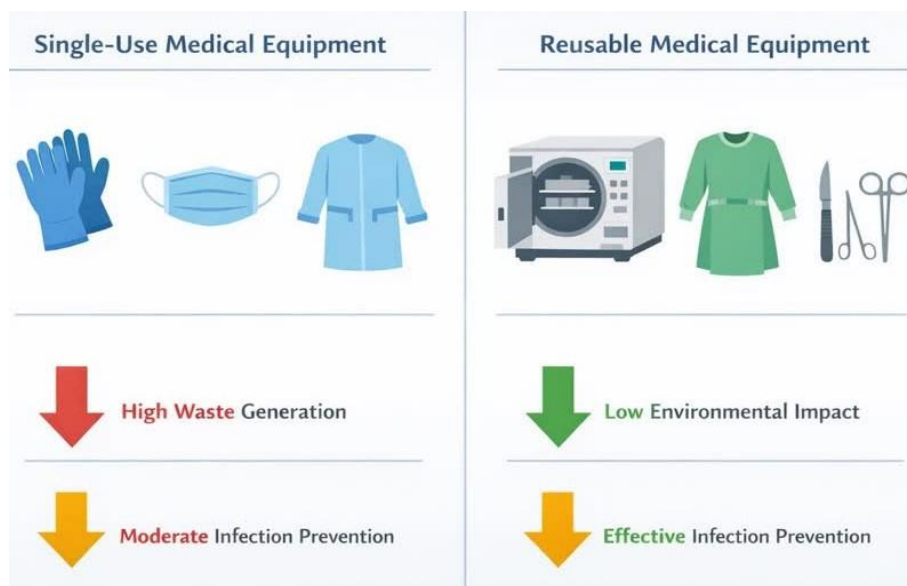 Single-Use Medical Equipment
Reusable Medical Equipment
High Waste Generation
Low Environmental Impact
Moderate Infection Prevention
Effective Infection Prevention